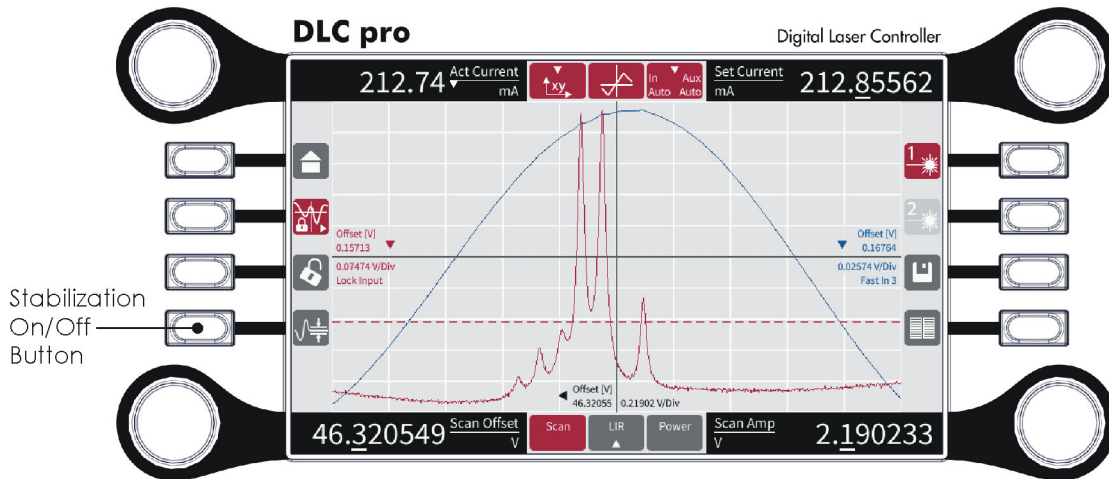 DLC pro
Digital Laser Controller
212.74
Act Current
mA
xy
In Aux
Auto Auto
Set Current
mA
212.85562
1
2
Offset [V]
0.15713
0.07474 V/Div
Lock Input
Offset [V]
0.16764
0.02574 V/Div
Fast In 3
Stabilization
On/Off
Button
Offset [V]
46.32055
0.21902 V/Div
46.320549
Scan Offset
V
Scan
LIR
Power
Scan Amp
V
2.190233